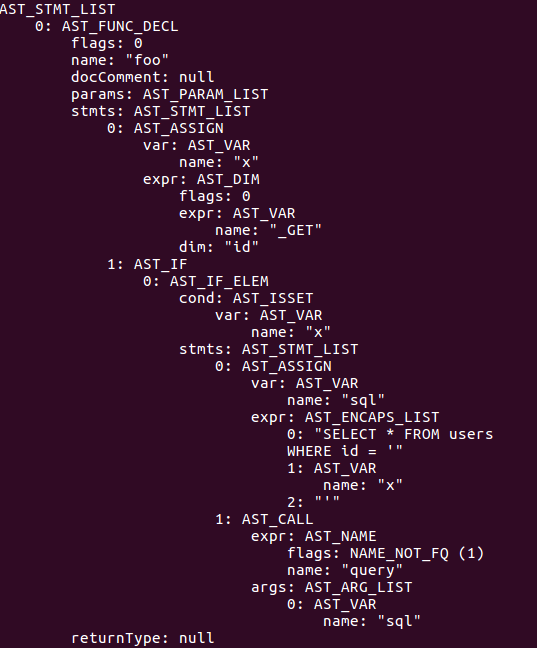 AST_STMT_LIST
    0: AST_FUNC_DECL
        flags: 0
        name: "foo"
        docComment: null
        params: AST_PARAM_LIST
        stmts: AST_STMT_LIST
            0: AST_ASSIGN
                var: AST_VAR
                    name: "x"
                expr: AST_DIM
                    flags: 0
                    expr: AST_VAR
                        name: "_GET"
                    dim: "id"
            1: AST_IF
                0: AST_IF_ELEM
                    cond: AST_ISSET
                        var: AST_VAR
                            name: "x"
                    stmts: AST_STMT_LIST
                        0: AST_ASSIGN
                            var: AST_VAR
                                name: "sql"
                            expr: AST_ENCAPS_LIST
                                0: "SELECT * FROM users
                                WHERE id = '"
                                1: AST_VAR
                                    name: "x"
                                2: "'"
                        1: AST_CALL
                            expr: AST_NAME
                                flags: NAME_NOT_FQ (1)
                                name: "query"
                            args: AST_ARG_LIST
                                0: AST_VAR
                                    name: "sql"
        returnType: null